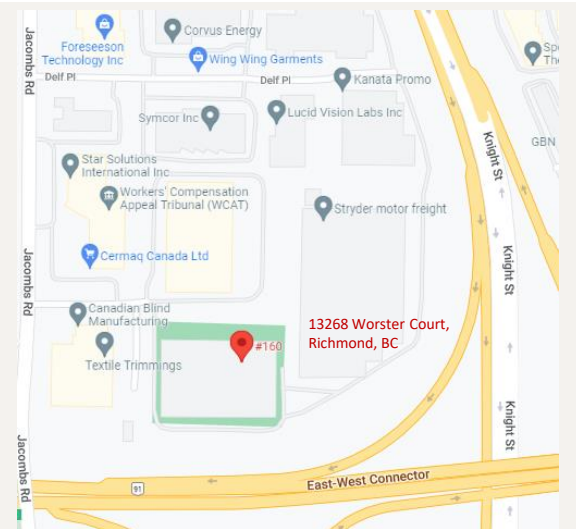 Jacombs Rd
Foreseeson
Technology Inc
Corvus Energy
Wing Wing Garments
Delf Pl
Delf Pl
Kanata Promo
Symcor Inc
Lucid Vision Labs Inc
Knight St
GBN
Star Solutions
International Inc
Workers' Compensation
Appeal Tribunal (WCAT)
Stryder motor freight
Jacombs Rd
Cermaq Canada Ltd
Knight St
Canadian Blind
Manufacturing
13268 Worster Court,
Richmond, BC
#160
Textile Trimmings
Knight St
Jacombs Rd
91
East-West Connector